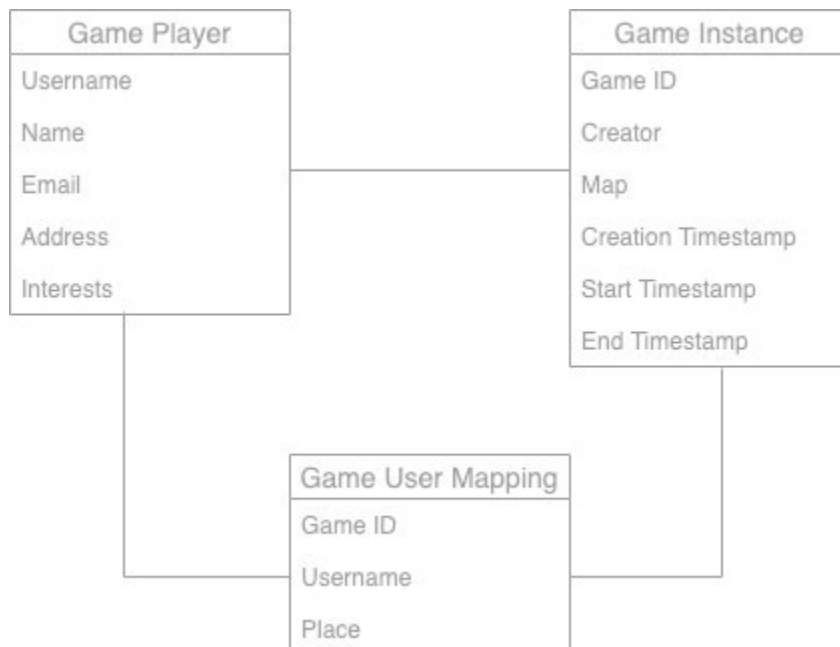 Game Player
Username
Name
Email
Address
Interests
Game Instance
Game ID
Creator
Map
Creation Timestamp
Start Timestamp
End Timestamp
Game User Mapping
Game ID
Username
Place